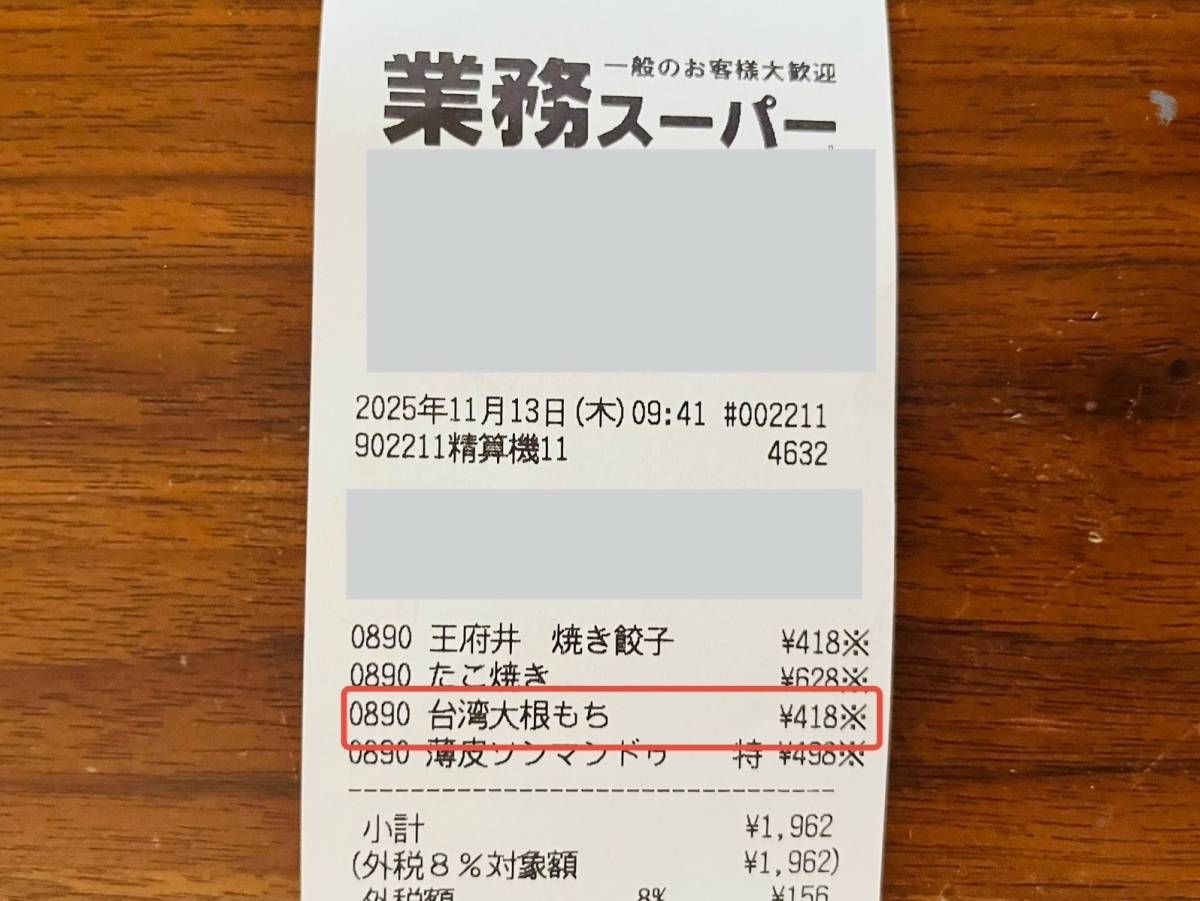 一般のお客様大歓迎
業務スーパー
2025年11月13日(木)09:41 #002211
902211精算機11 4632
0890 王府井 焼き餃子 ¥418※
0890 たこ焼き ¥628※
0890 台湾大根もち ¥418※
0890 薄皮ソンマンドゥ 特 ¥498※
小計 ¥1,962
(外税8%対象額 ¥1,962)
外税額 8% ¥156